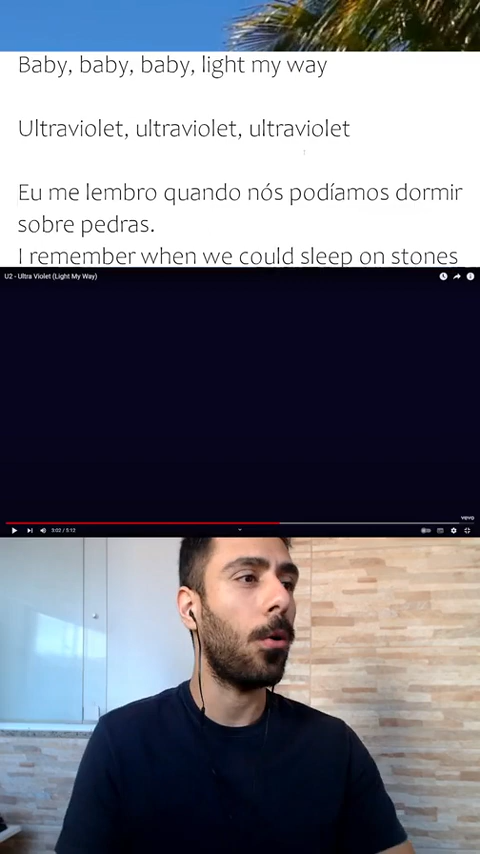 Baby, baby, baby, light my way
Ultraviolet, ultraviolet, ultraviolet
Eu me lembro quando nós podíamos dormir
sobre pedras.
I remember when we could sleep on stones
U2 - Ultra Violet (Light My Way)
vevo
3:02 / 5:12